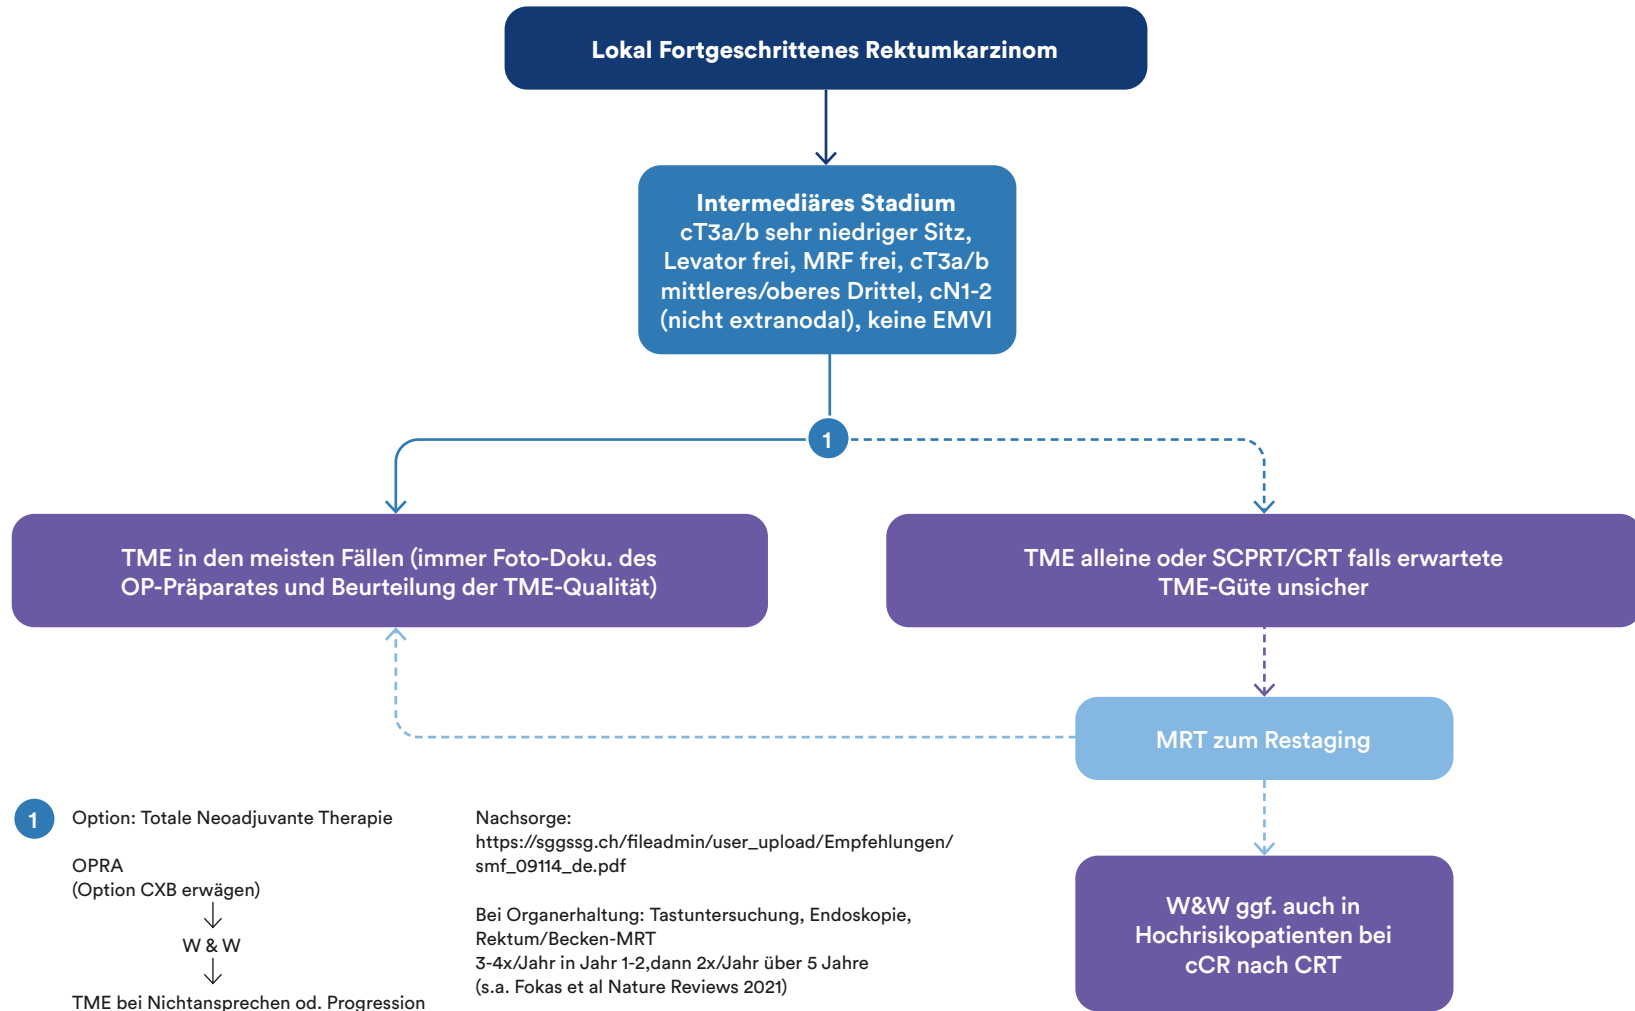 Lokal Fortgeschrittenes Rektumkarzinom
Intermediäres Stadium
cT3a/b sehr niedriger Sitz,
Levator frei, MRF frei, cT3a/b
mittleres/oberes Drittel, cN1-2
(nicht extranodal), keine EMVI
1
TME in den meisten Fällen (immer Foto-Doku. des
OP-Präparates und Beurteilung der TME-Qualität)
TME alleine oder SCPRT/CRT falls erwartete
TME-Güte unsicher
MRT zum Restaging
W&W ggf. auch in
Hochrisikopatienten bei
cCR nach CRT
1
Option: Totale Neoadjuvante Therapie
OPRA
(Option CXB erwägen)
W & W
TME bei Nichtansprechen od. Progression
Nachsorge:
https://sggssg.ch/fileadmin/user_upload/Empfehlungen/
smf_09114_de.pdf
Bei Organerhaltung: Tastuntersuchung, Endoskopie,
Rektum/Becken-MRT
3-4x/Jahr in Jahr 1-2,dann 2x/Jahr über 5 Jahre
(s.a. Fokas et al Nature Reviews 2021)